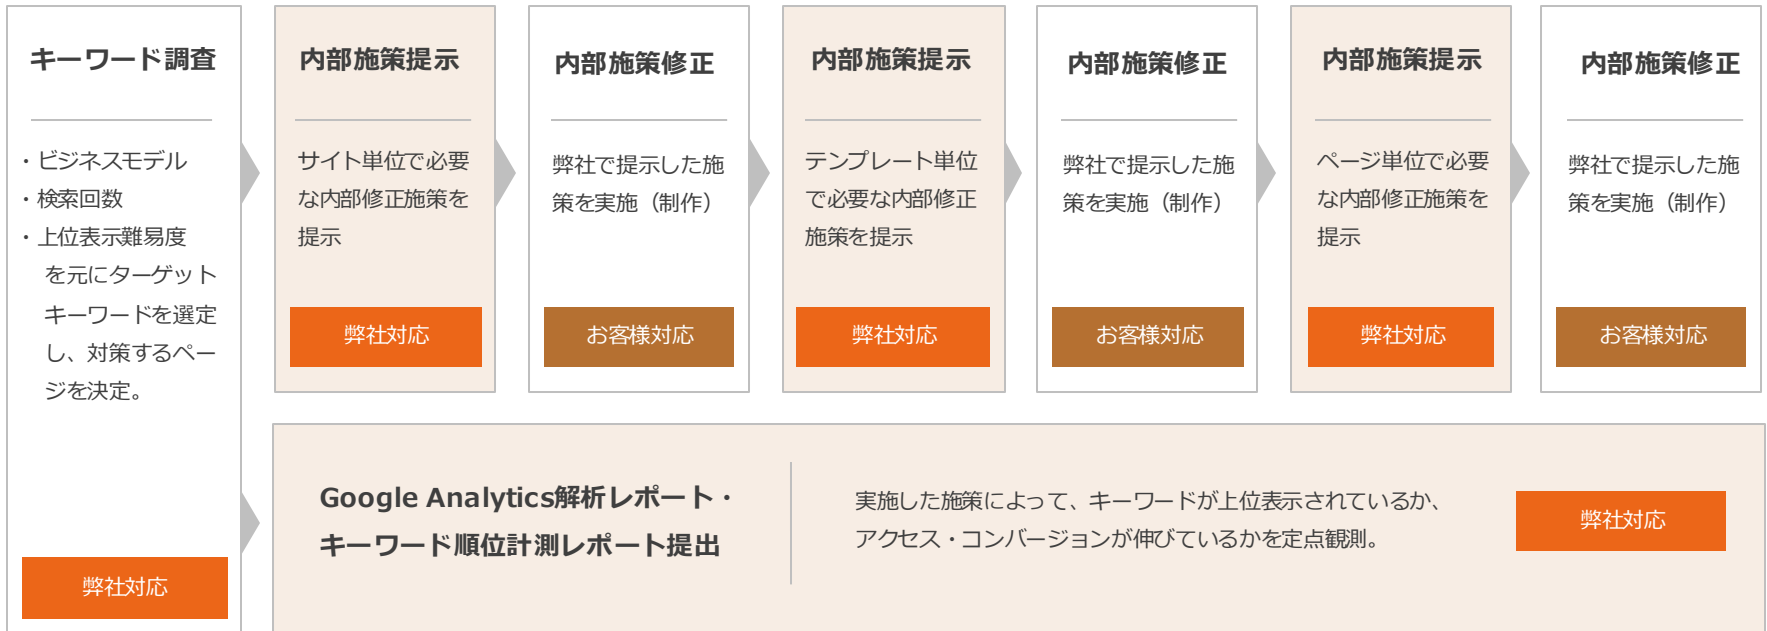 キーワード調査
・ビジネスモデル
・検索回数
・上位表示難易度
を元にターゲット
キーワードを選定
し、対策するペー
ジを決定。
弊社対応
内部施策提示
サイト単位で必要
な内部修正施策を
提示
弊社対応
内部施策修正
弊社で提示した施
策を実施（制作）
お客様対応
内部施策提示
テンプレート単位
で必要な内部修正
施策を提示
弊社対応
内部施策修正
弊社で提示した施
策を実施（制作）
お客様対応
内部施策提示
ページ単位で必要
な内部修正施策を
提示
弊社対応
内部施策修正
弊社で提示した施
策を実施（制作）
お客様対応
Google Analytics解析レポート・
キーワード順位計測レポート提出
実施した施策によって、キーワードが上位表示されているか、
アクセス・コンバージョンが伸びているかを定点観測。
弊社対応